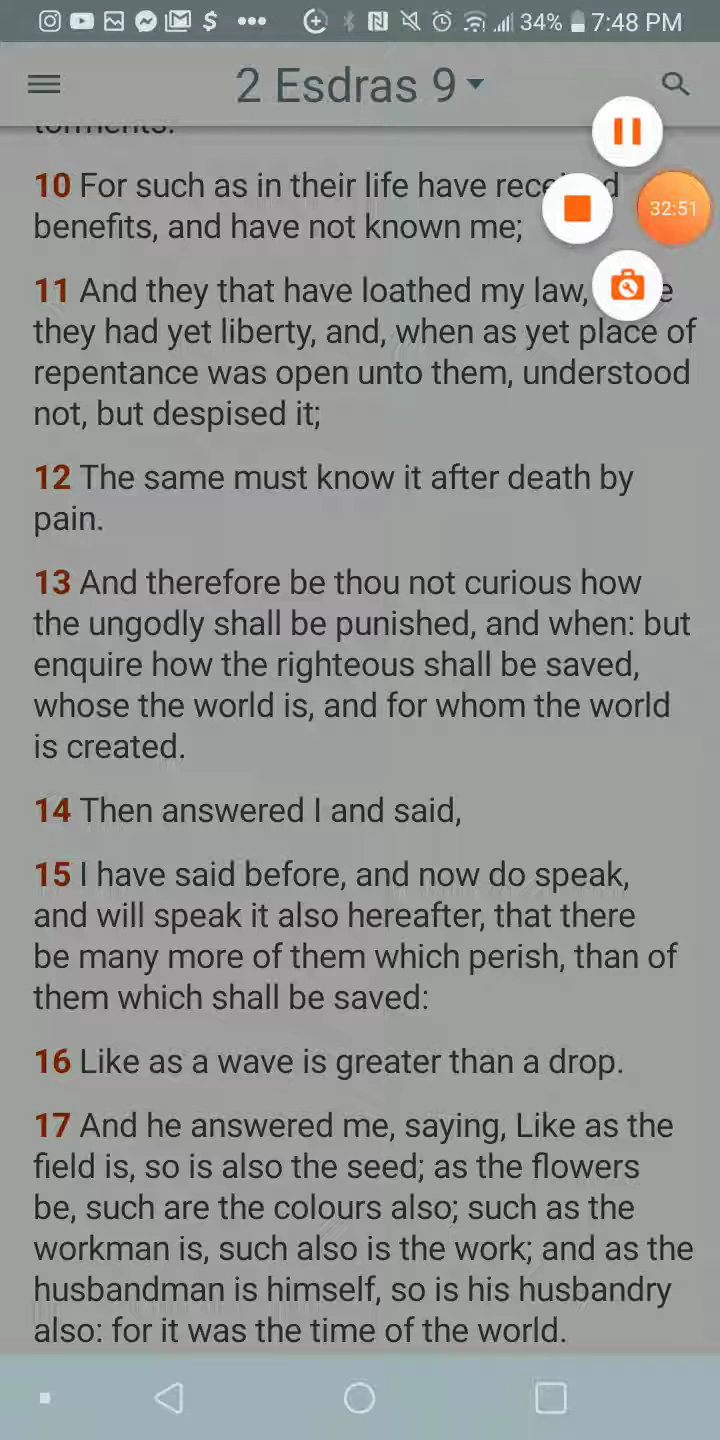 34% 7:48 PM
2 Esdras 9
torments.
10 For such as in their life have
benefits, and have not known me;
32:51
11 And they that have loathed my law,
they had yet liberty, and, when as yet place of
repentance was open unto them, understood
not, but despised it;
12 The same must know it after death by
pain.
13 And therefore be thou not curious how
the ungodly shall be punished, and when: but
enquire how the righteous shall be saved,
whose the world is, and for whom the world
is created.
14 Then answered I and said,
15 I have said before, and now do speak,
and will speak it also hereafter, that there
be many more of them which perish, than of
them which shall be saved:
16 Like as a wave is greater than a drop.
17 And he answered me, saying, Like as the
field is, so is also the seed; as the flowers
be, such are the colours also; such as the
workman is, such also is the work; and as the
husbandman is himself, so is his husbandry
also: for it was the time of the world.